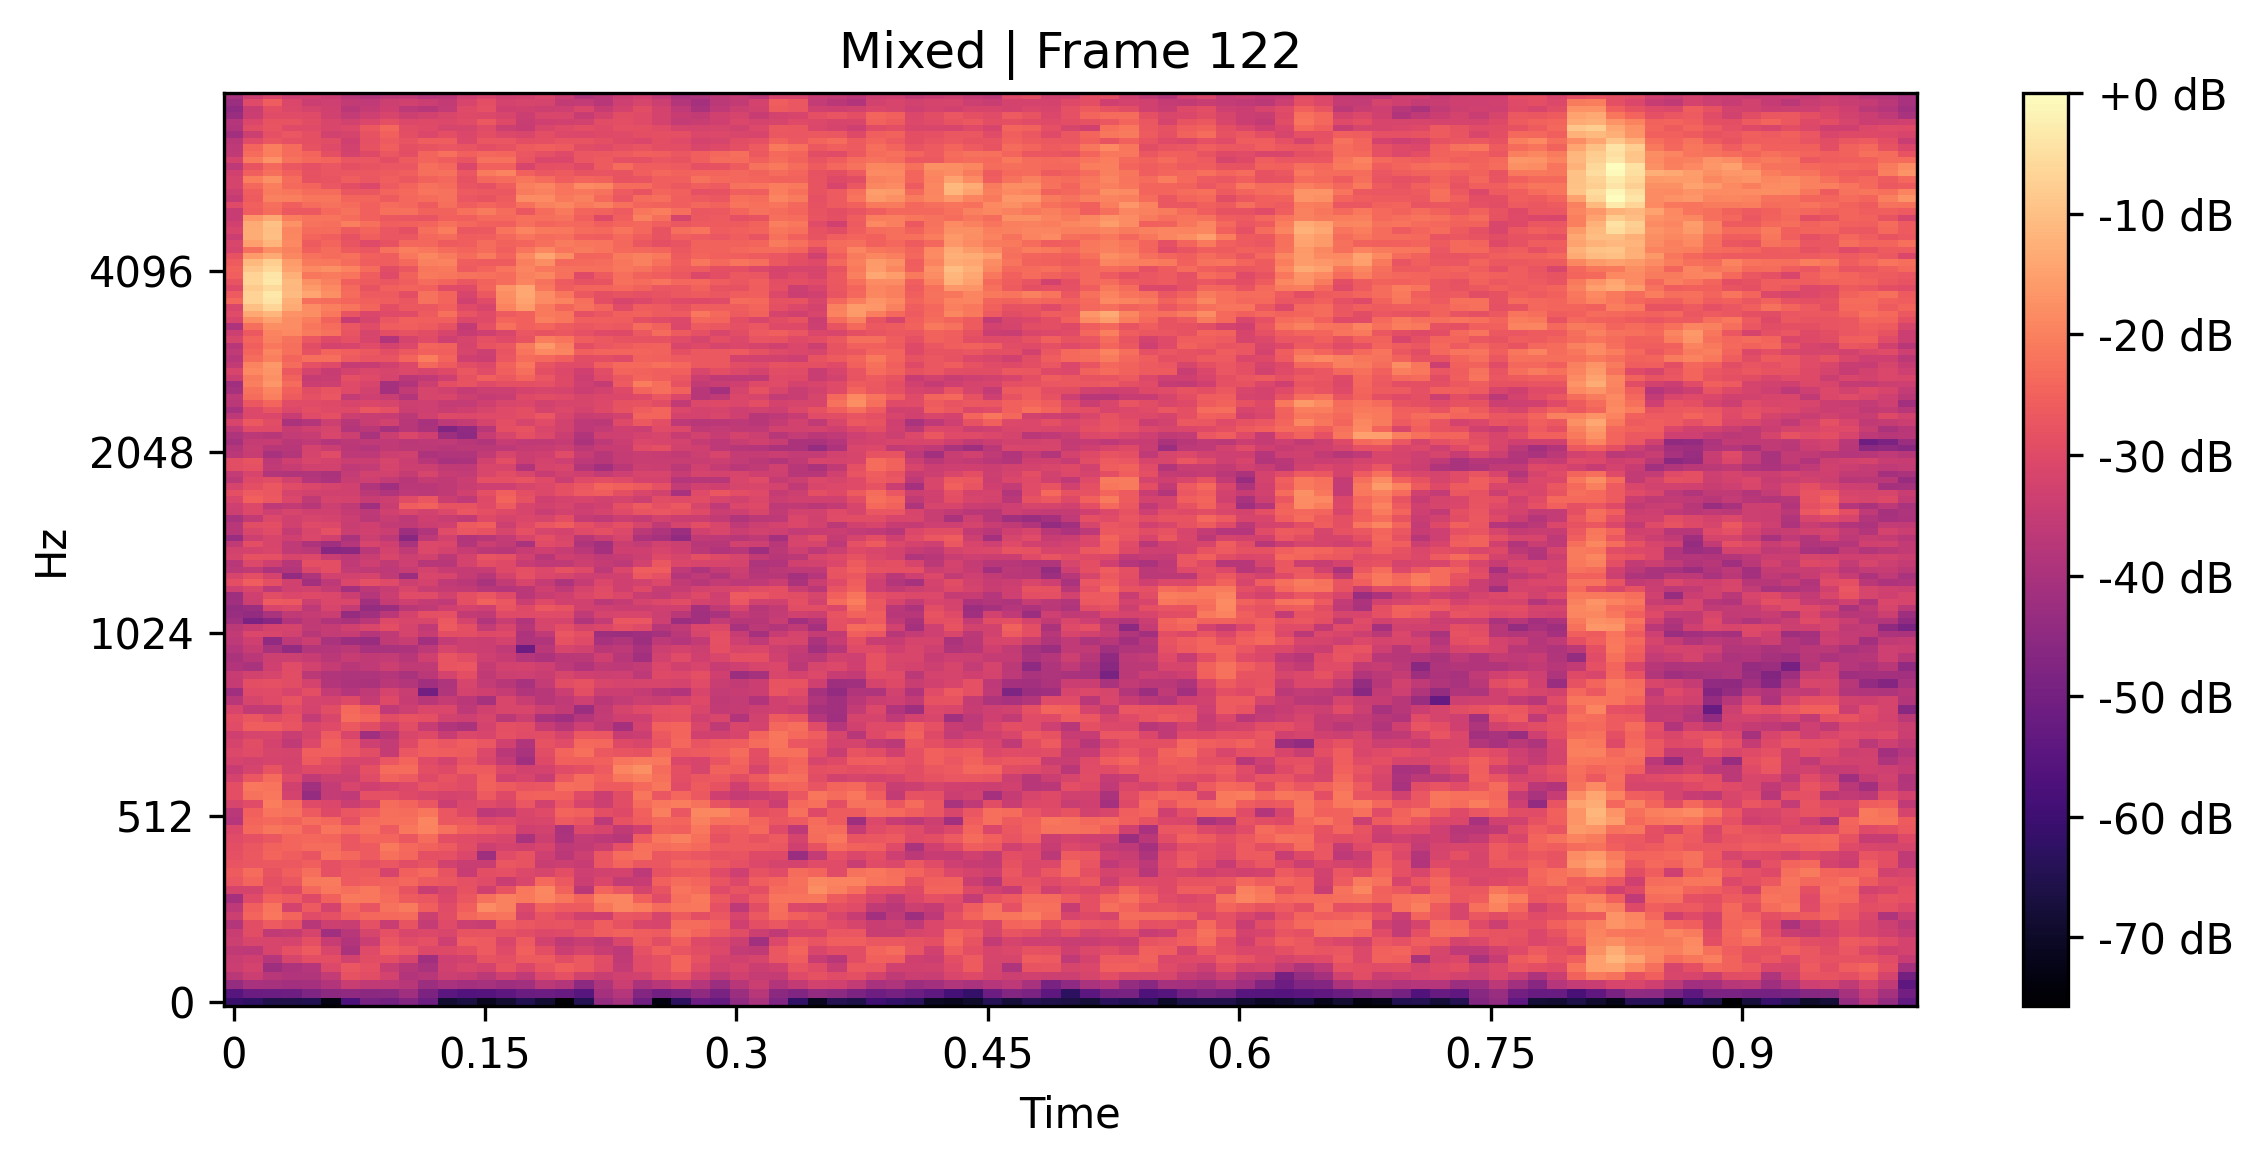 Mixed | Frame 122
Hz
4096
2048
1024
512
0
0 0.15 0.3 0.45 0.6 0.75 0.9
Time
+0 dB
-10 dB
-20 dB
-30 dB
-40 dB
-50 dB
-60 dB
-70 dB